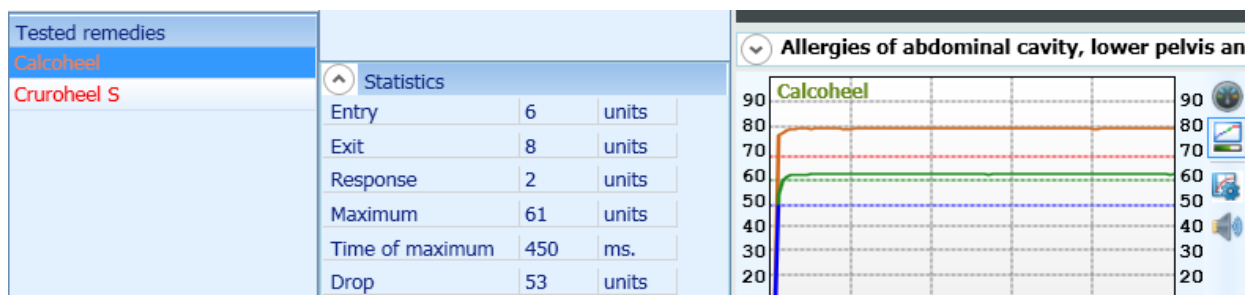 Tested remedies
Calcoheel
Cruroheel S
Statistics
Entry 6 units
Exit 8 units
Response 2 units
Maximum 61 units
Time of maximum 450 ms.
Drop 53 units
Allergies of abdominal cavity, lower pelvis an
Calcoheel
90 90
80 80
70 70
60 60
50 50
40 40
30 30
20 20